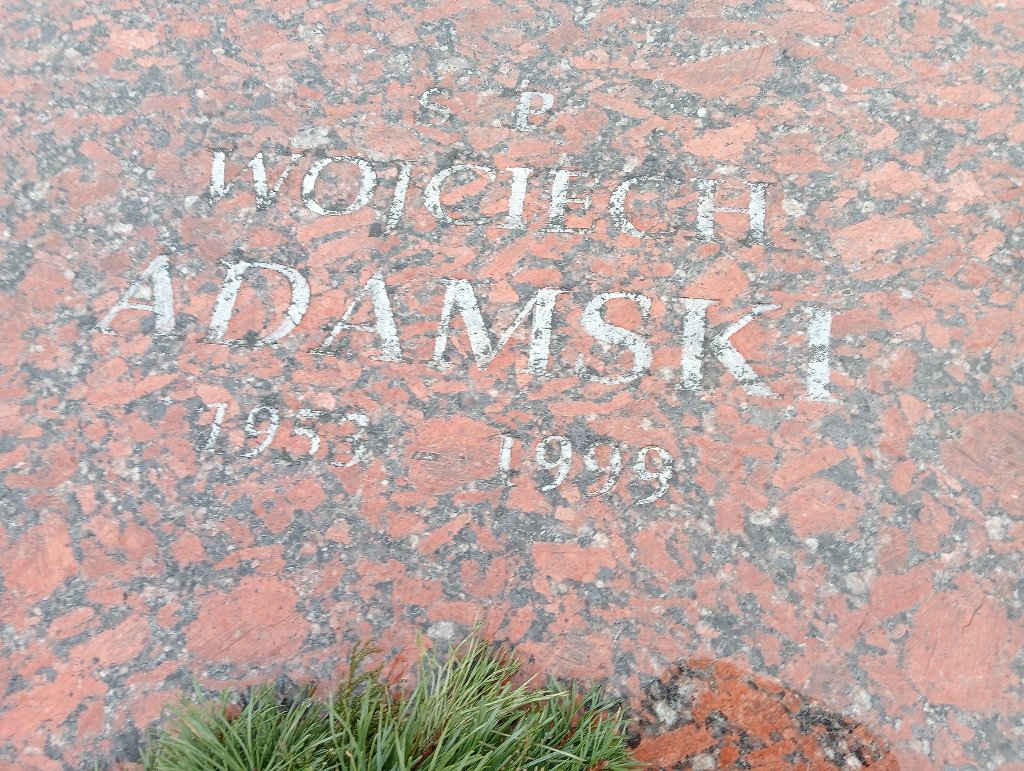 S P
WOJCIECH
ADAMSKI
1953 1999